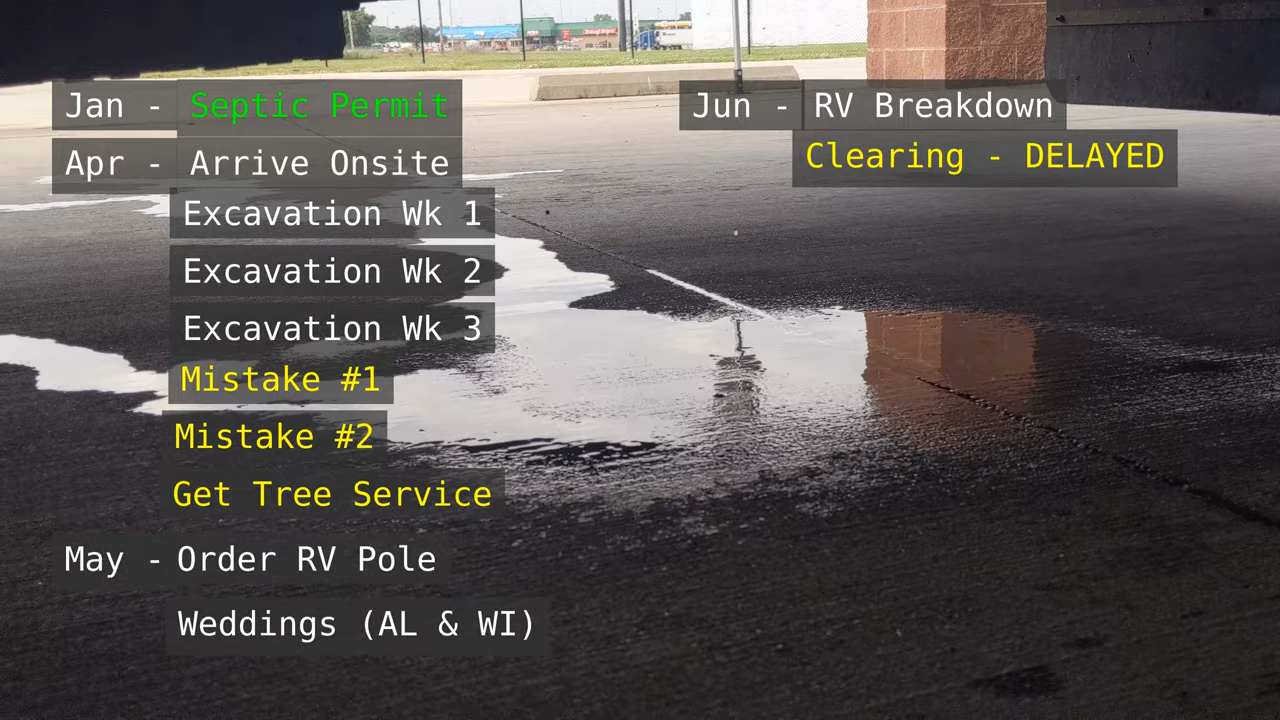 Jan - Septic Permit
Apr - Arrive Onsite
Excavation Wk 1
Excavation Wk 2
Excavation Wk 3
Mistake #1
Mistake #2
Get Tree Service
May - Order RV Pole
Weddings (AL & WI)
Jun - RV Breakdown
Clearing - DELAYED